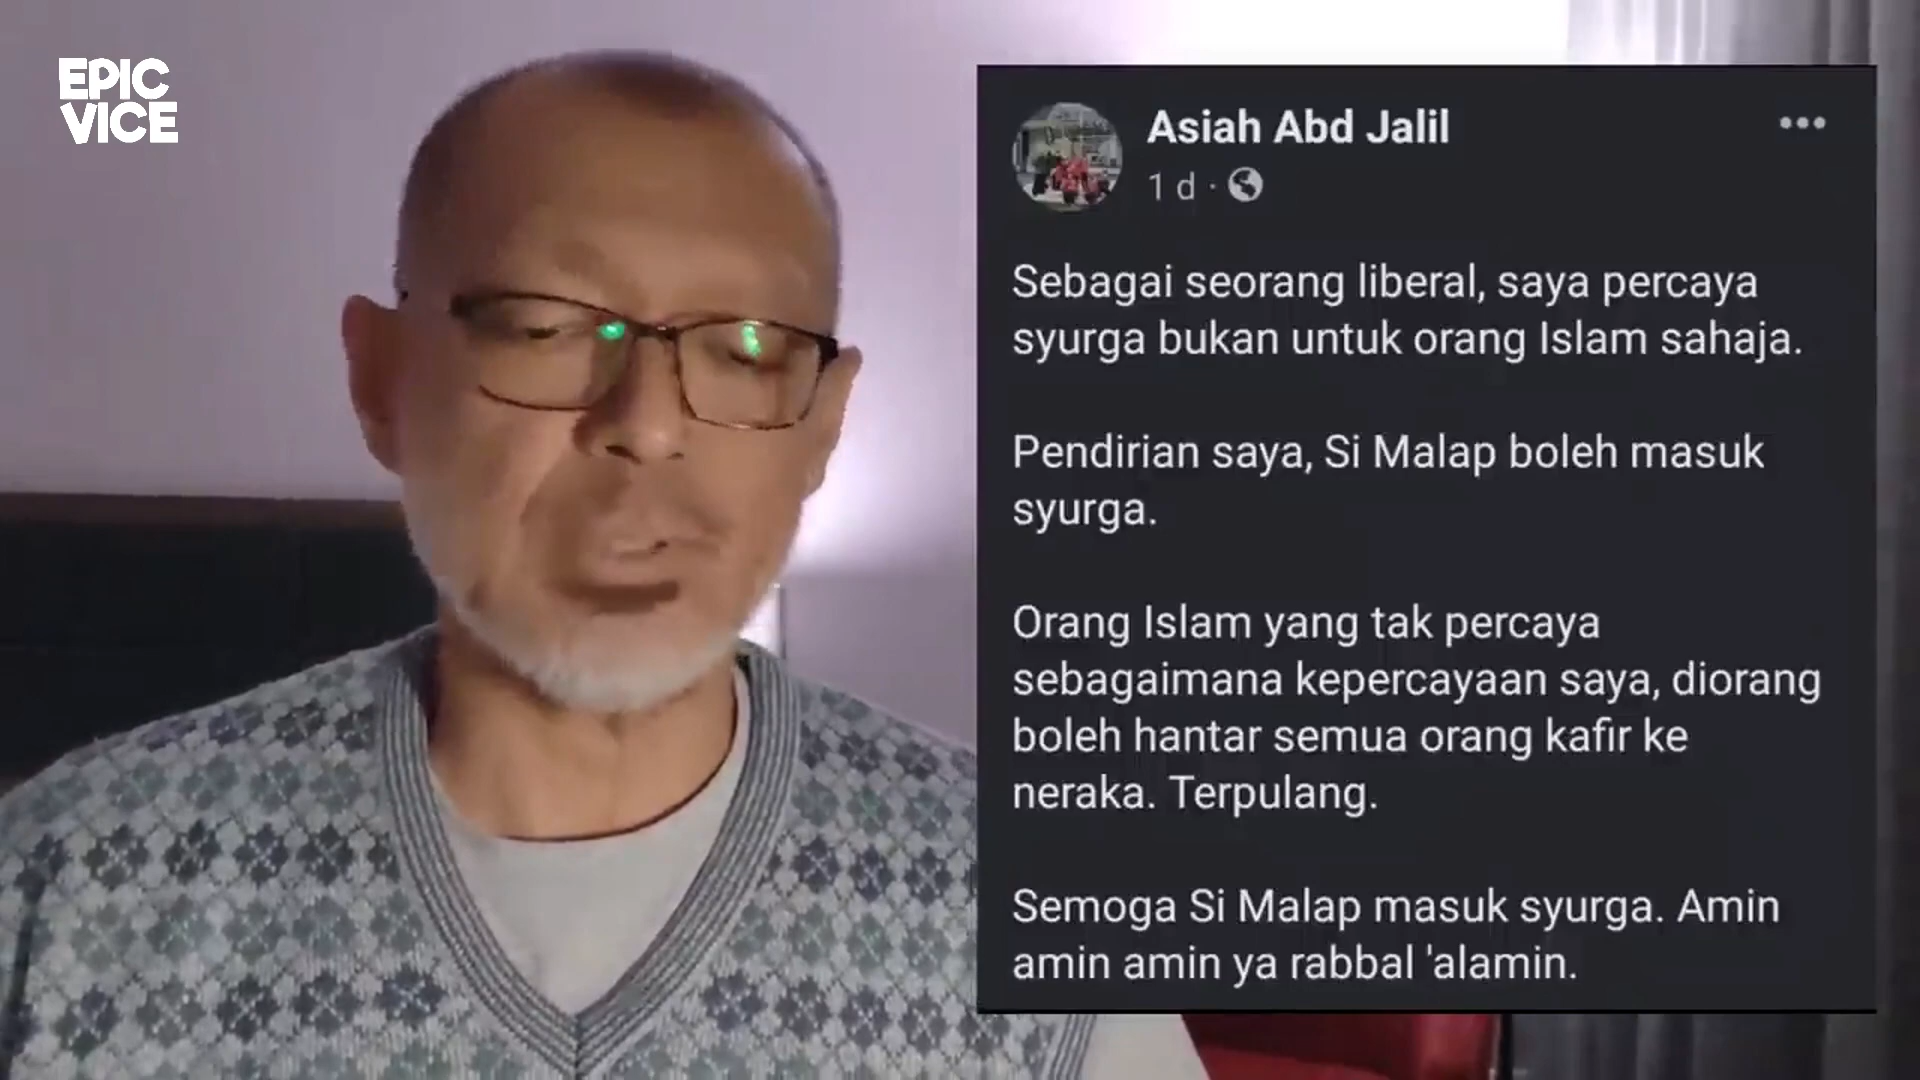 EPIC
VICE
Asiah Abd Jalil
1 d ·
Sebagai seorang liberal, saya percaya
syurga bukan untuk orang Islam sahaja.
Pendirian saya, Si Malap boleh masuk
syurga.
Orang Islam yang tak percaya
sebagaimana kepercayaan saya, diorang
boleh hantar semua orang kafir ke
neraka. Terpulang.
Semoga Si Malap masuk syurga. Amin
amin amin ya rabbal 'alamin.